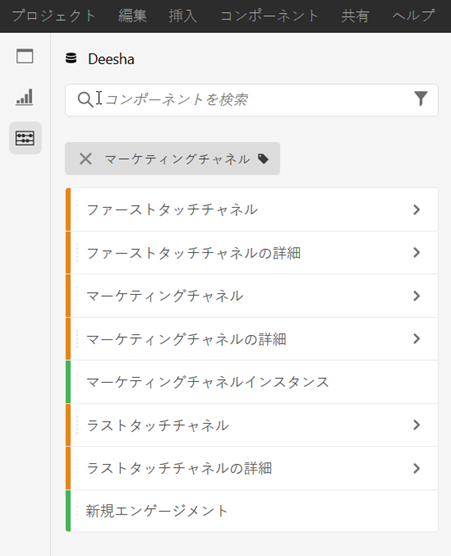 プロジェクト 編集 挿入 コンポーネント 共有 ヘルプ
Deesha
コンポーネントを検索
マーケティングチャネル
ファーストタッチチャネル
ファーストタッチチャネルの詳細
マーケティングチャネル
マーケティングチャネルの詳細
マーケティングチャネルインスタンス
ラストタッチチャネル
ラストタッチチャネルの詳細
新規エンゲージメント